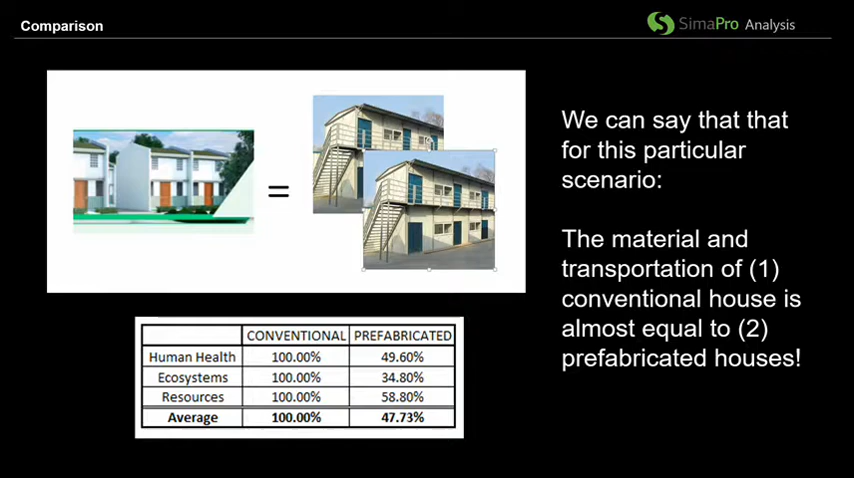 Comparison
SimaPro Analysis
We can say that that
for this particular
scenario:
=
The material and
transportation of (1)
conventional house is
almost equal to (2)
prefabricated houses!
CONVENTIONAL PREFABRICATED
Human Health 100.00% 49.60%
Ecosystems 100.00% 34.80%
Resources 100.00% 58.80%
Average 100.00% 47.73%